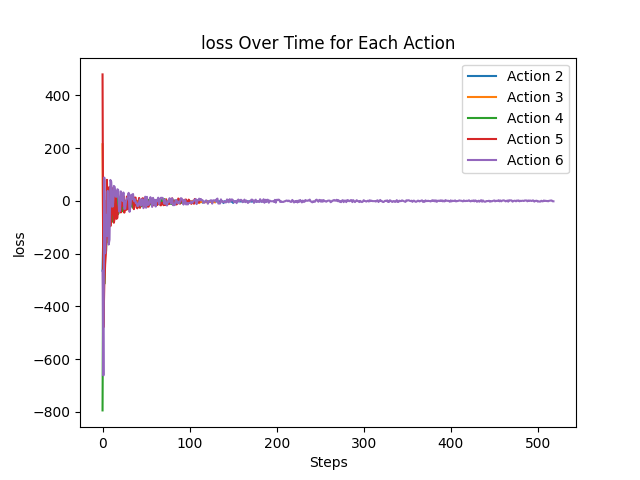 loss Over Time for Each Action
Action 2
Action 3
Action 4
Action 5
Action 6
loss
400
200
0
−200
−400
−600
−800
0 100 200 300 400 500
Steps